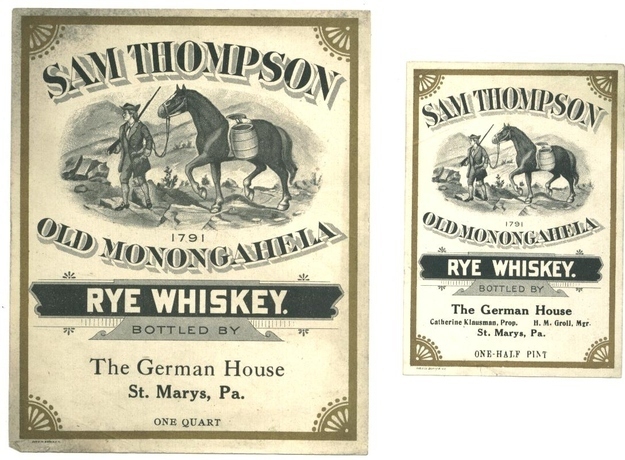 SAM THOMPSON
1791
OLD MONONGAHELA
RYE WHISKEY.
BOTTLED BY
The German House
St. Marys, Pa.
ONE QUART
SAM THOMPSON
1791
OLD MONONGAHELA
RYE WHISKEY.
BOTTLED BY
The German House
Catherine Klausman, Prop. H. M. Groll, Mgr.
St. Marys, Pa.
ONE-HALF PINT